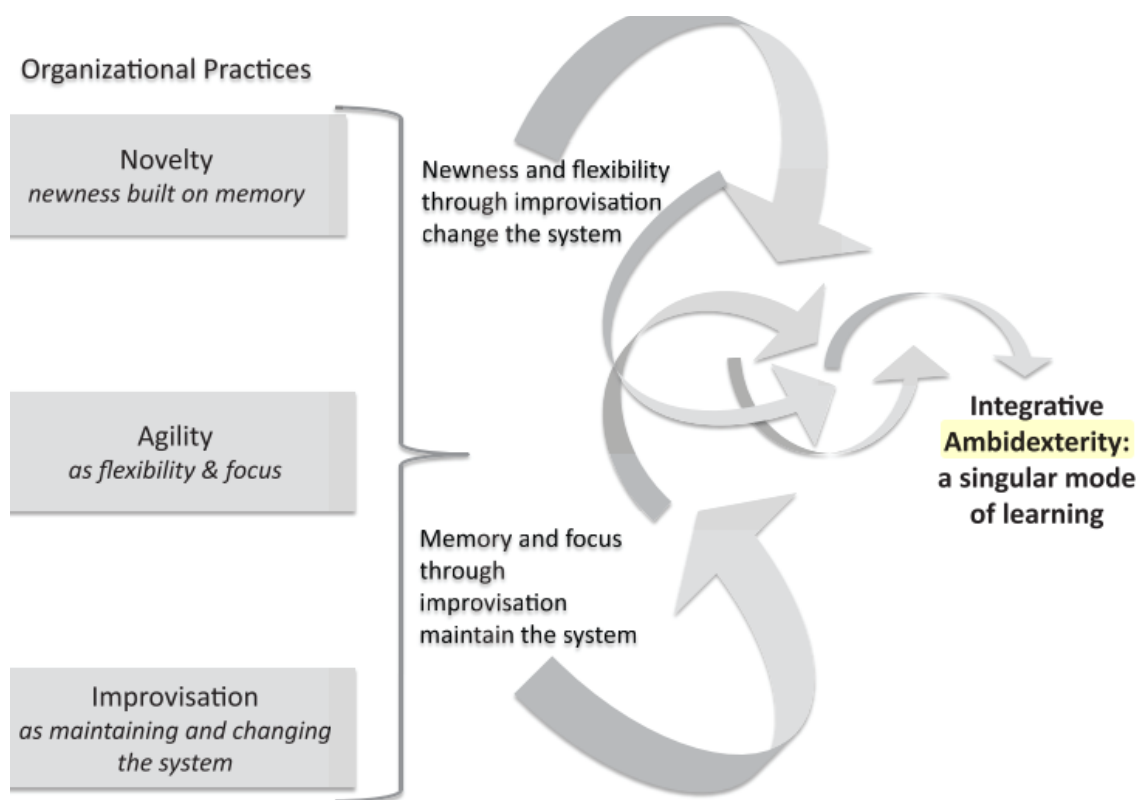 Organizational Practices
Novelty
newness built on memory
Agility
as flexibility & focus
Improvisation
as maintaining and changing
the system
Newness and flexibility
through improvisation
change the system
Memory and focus
through
improvisation
maintain the system
Integrative
Ambidexterity:
a singular mode
of learning